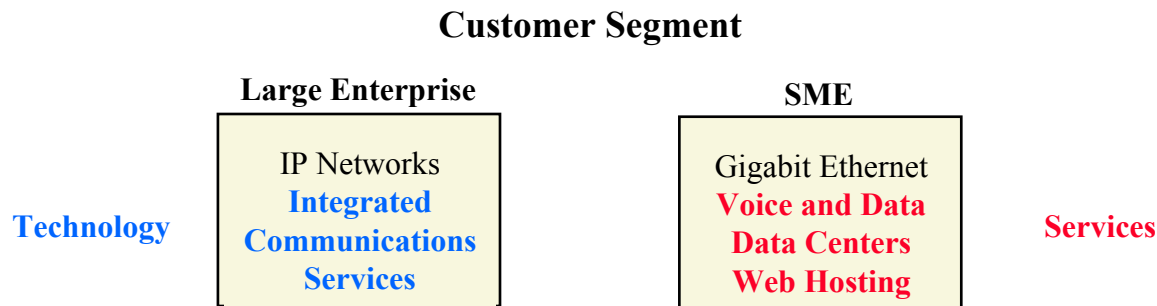 Customer Segment
Large Enterprise
SME
IP Networks
Integrated
Communications
Services
Technology
Gigabit Ethernet
Voice and Data
Data Centers
Web Hosting
Services